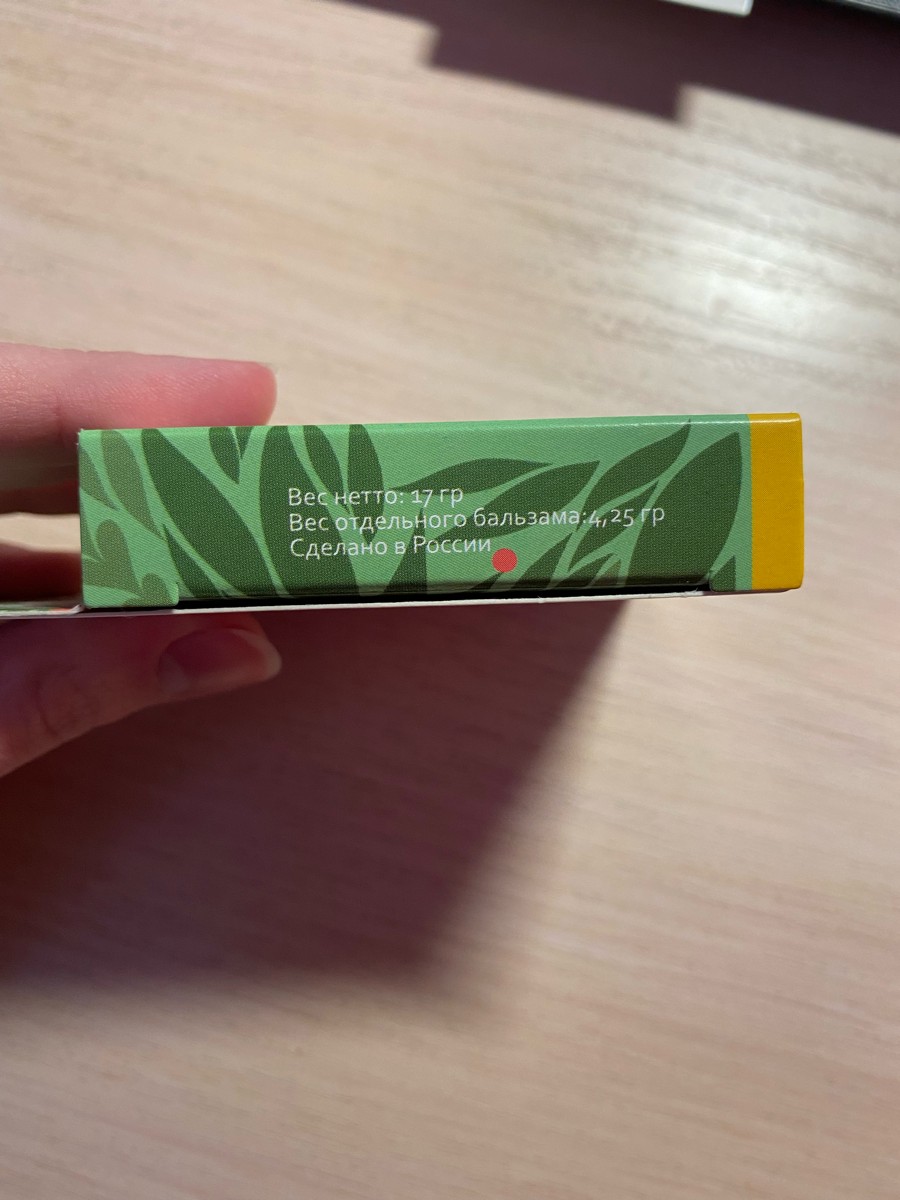 Вес нетто: 17 гр
Вес отдельного бальзама:4,25 гр
Сделано в России